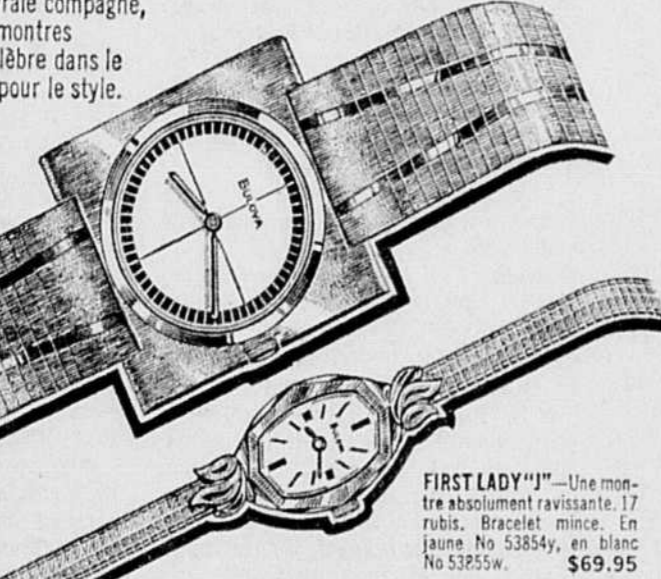 raie compagne,
montres
lèbre dans le
pour le style.
BULOVA
BULOVA
FIRST LADY "J"—Une mon-
tre absolument ravissante. 17
rubis. Bracelet mince. En
jaune No 53854y, en blanc
No 53855w. $69.95